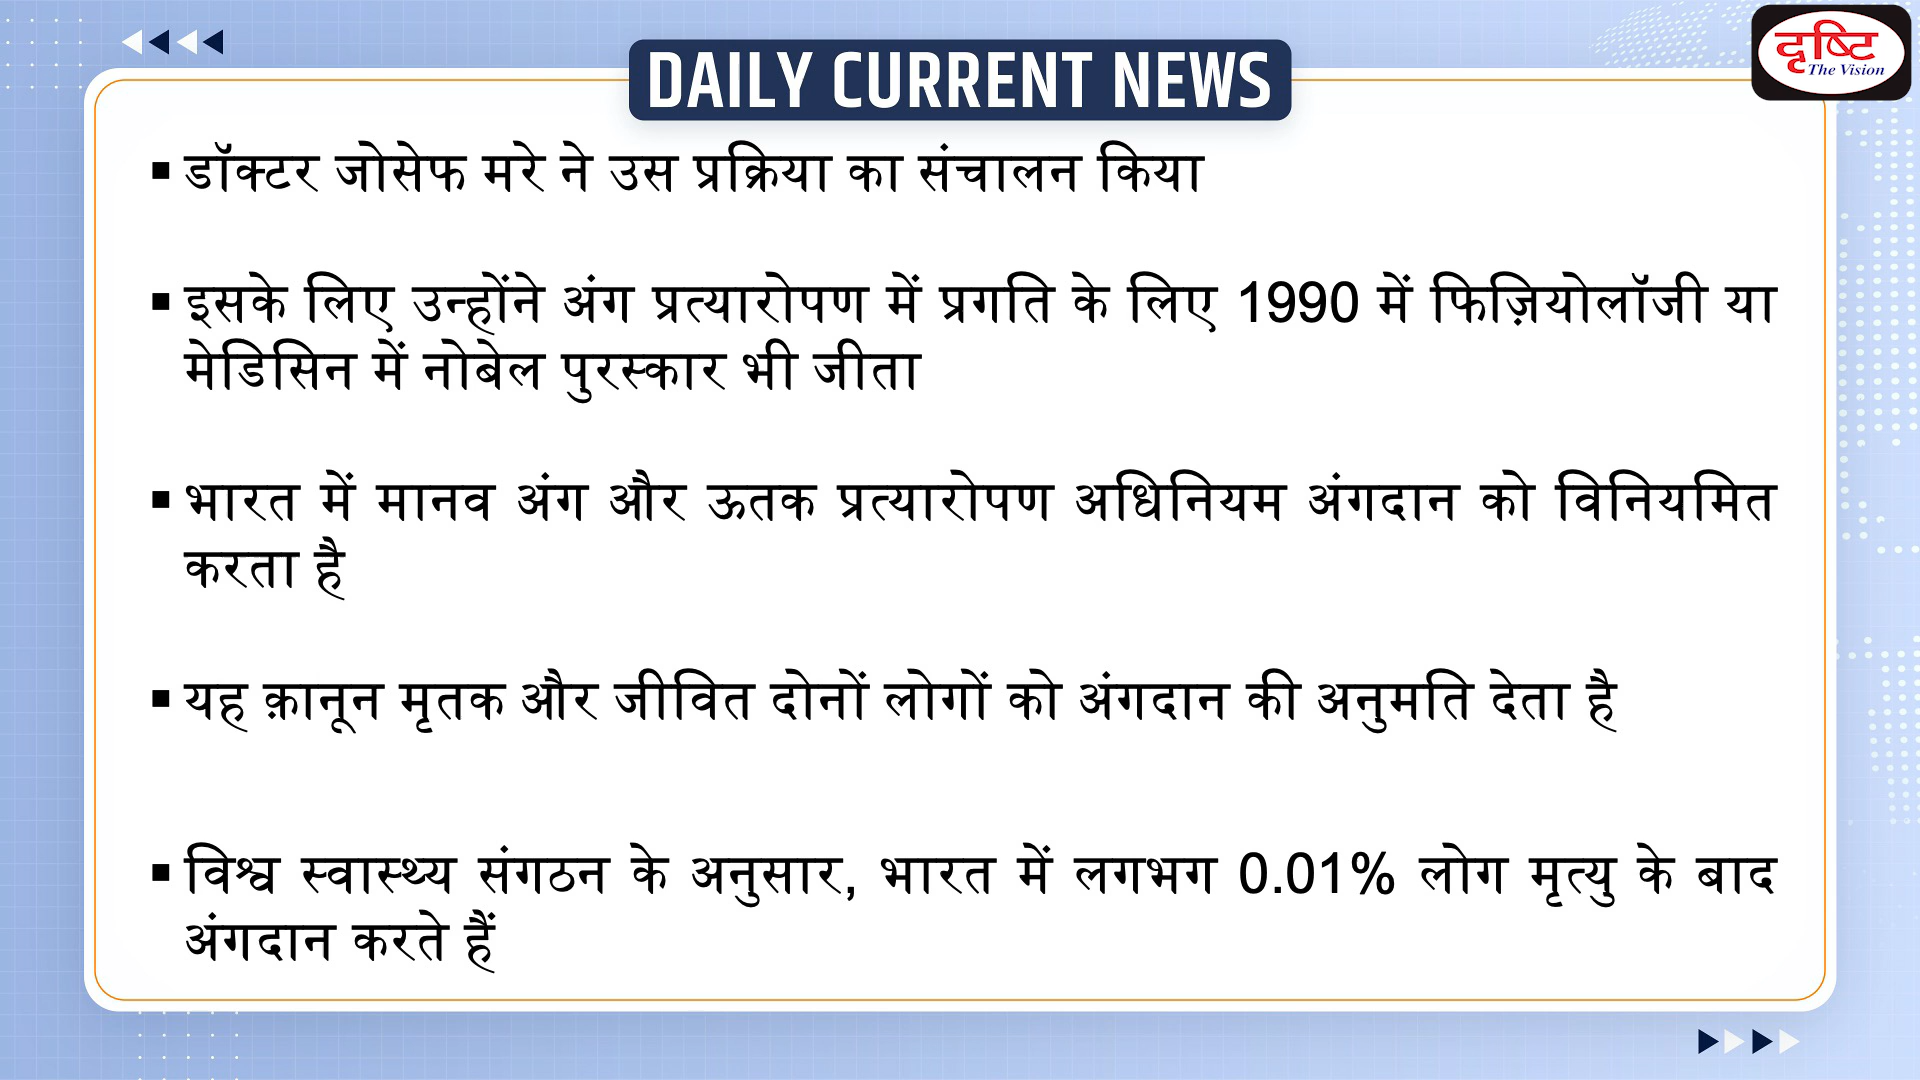 DAILY CURRENT NEWS
दृष्टि
The Vision
▪ डॉक्टर जोसेफ मरे ने उस प्रक्रिया का संचालन किया
▪ इसके लिए उन्होंने अंग प्रत्यारोपण में प्रगति के लिए 1990 में फिज़ियोलॉजी या
मेडिसिन में नोबेल पुरस्कार भी जीता
▪ भारत में मानव अंग और ऊतक प्रत्यारोपण अधिनियम अंगदान को विनियमित
करता है
▪ यह क़ानून मृतक और जीवित दोनों लोगों को अंगदान की अनुमति देता है
▪ विश्व स्वास्थ्य संगठन के अनुसार, भारत में लगभग 0.01% लोग मृत्यु के बाद
अंगदान करते हैं